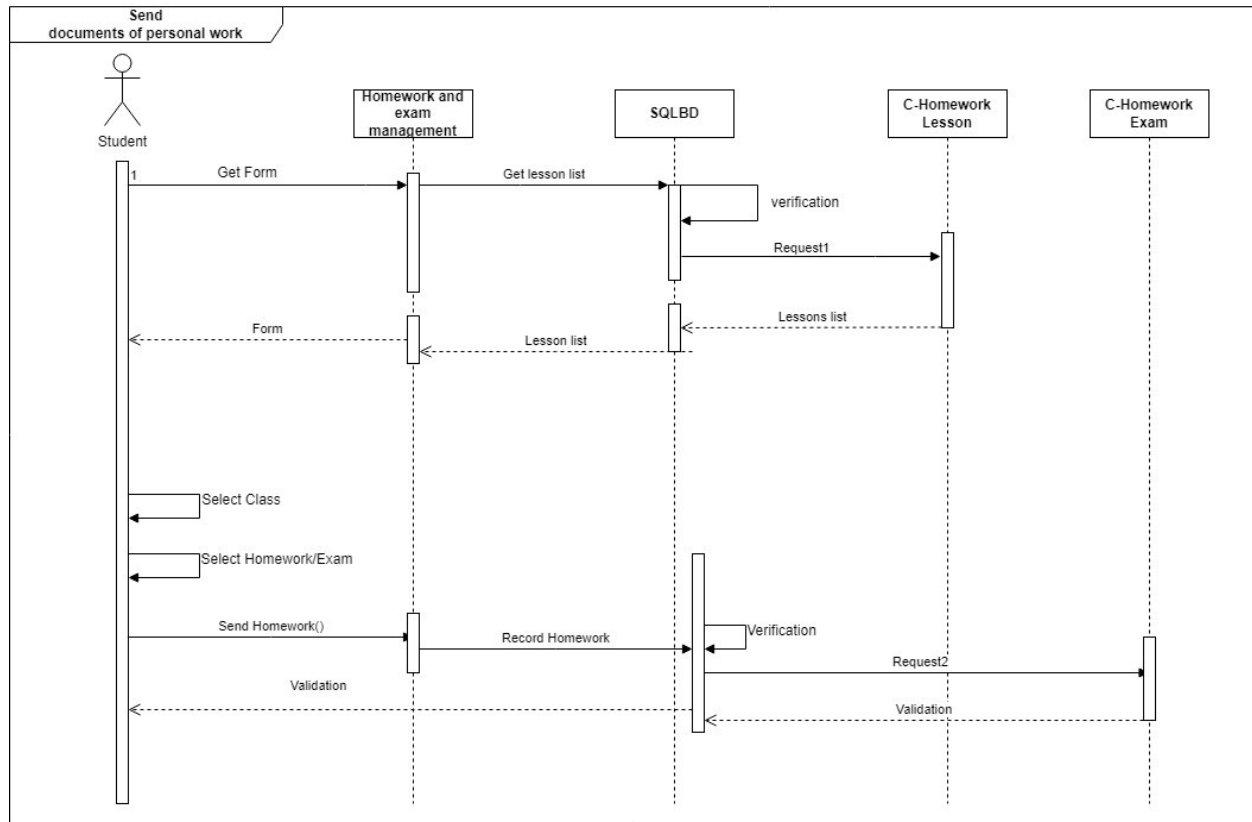 Send
documents of personal work
Student
Homework and
exam
management
SQLBD
C-Homework
Lesson
C-Homework
Exam
1
Get Form
Get lesson list
verification
Request1
Lessons list
Form
Lesson list
Select Class
Select Homework/Exam
Send Homework()
Record Homework
Verification
Request2
Validation
Validation